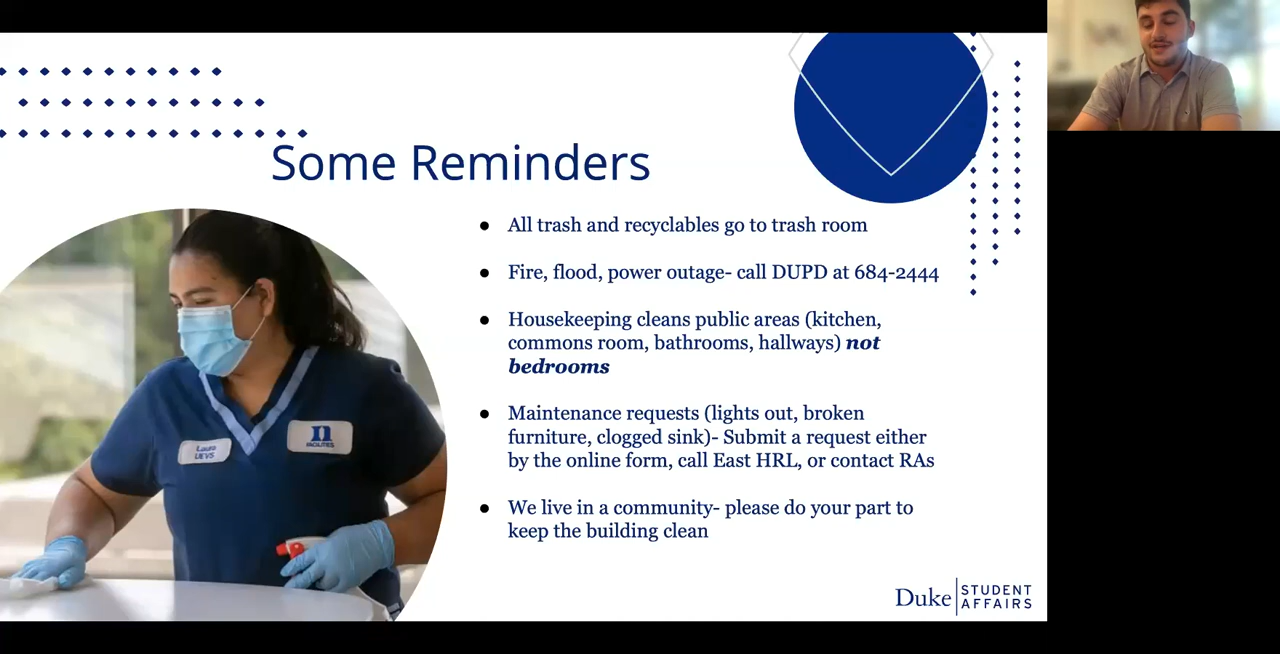 Some Reminders
● All trash and recyclables go to trash room
● Fire, flood, power outage- call DUPD at 684-2444
● Housekeeping cleans public areas (kitchen,
commons room, bathrooms, hallways) not
bedrooms
● Maintenance requests (lights out, broken
furniture, clogged sink)- Submit a request either
by the online form, call East HRL, or contact RAs
● We live in a community- please do your part to
keep the building clean
Laura
UEVS
FACILITIES
Duke STUDENT
AFFAIRS